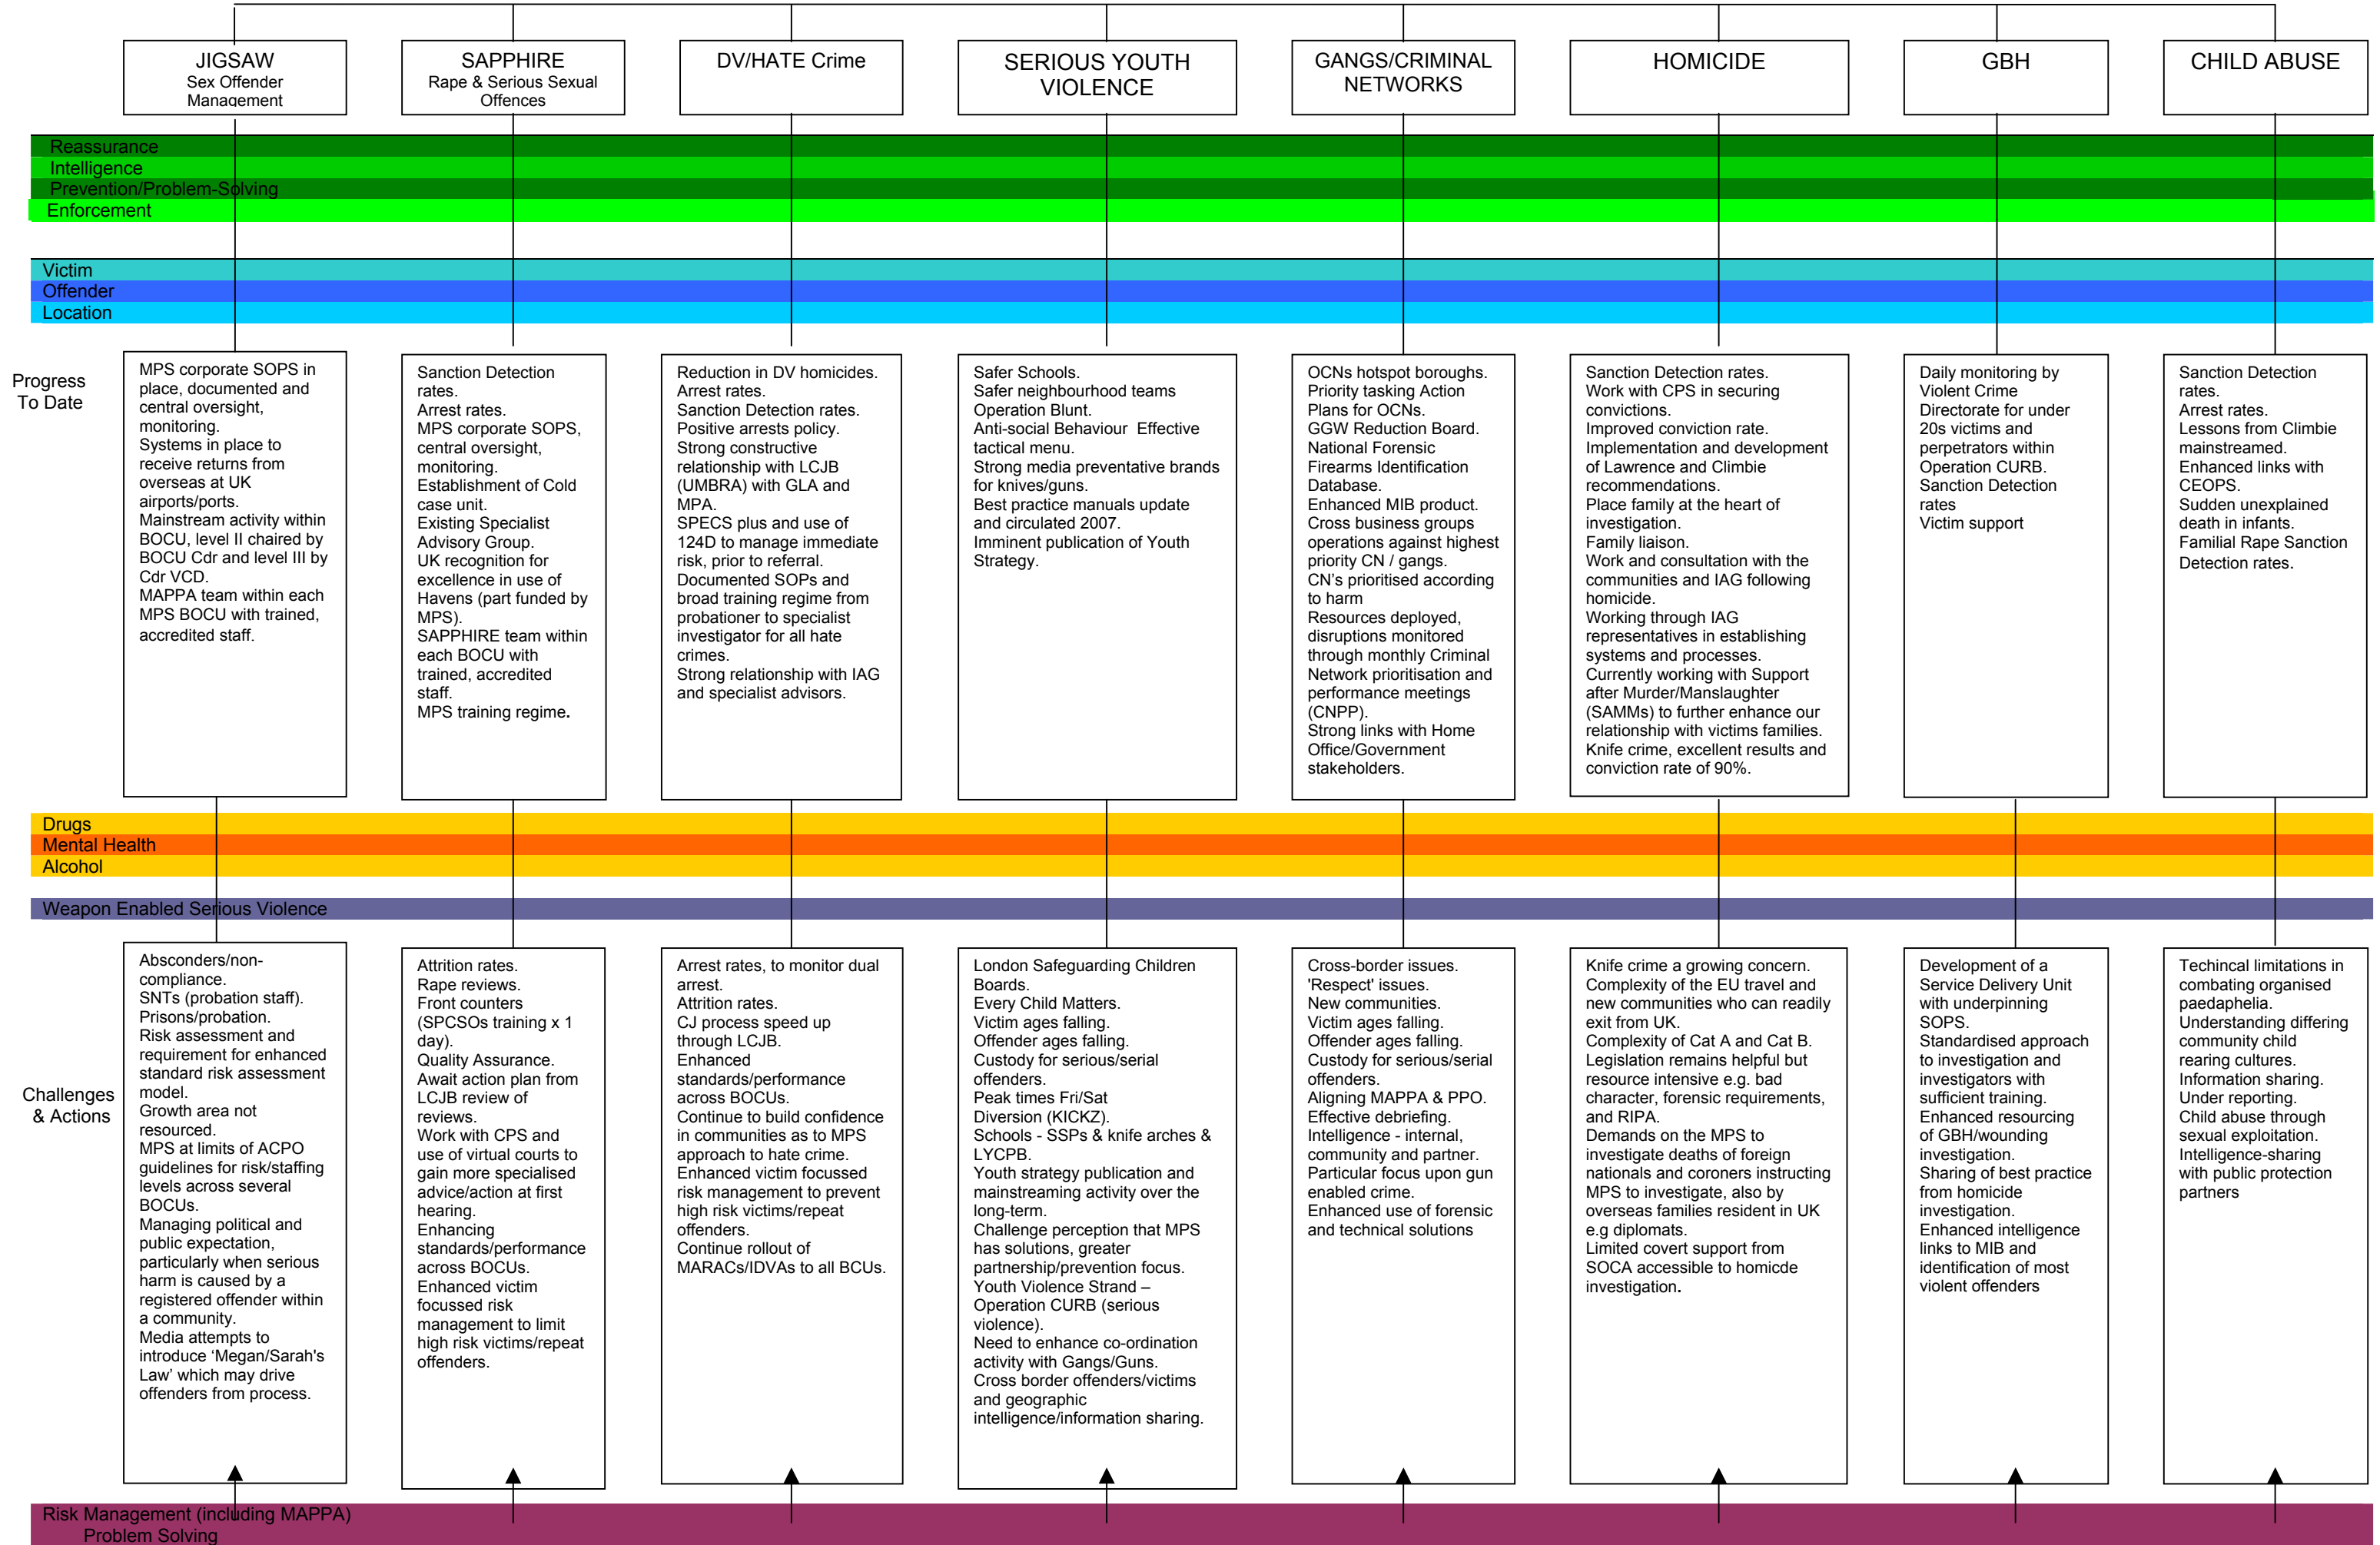 JIGSAW
Sex Offender
Management
SAPPHIRE
Rape & Serious Sexual
Offences
DV/HATE Crime
SERIOUS YOUTH
VIOLENCE
GANGS/CRIMINAL
NETWORKS
HOMICIDE
GBH
CHILD ABUSE
Reassurance
Intelligence
Prevention/Problem-Solving
Enforcement
Victim
Offender
Location
Progress
To Date
MPS corporate SOPS in
place, documented and
central oversight,
monitoring.
Systems in place to
receive returns from
overseas at UK
airports/ports.
Mainstream activity within
BOCU, level II chaired by
BOCU Cdr and level III by
Cdr VCD.
MAPPA team within each
MPS BOCU with trained,
accredited staff.
Sanction Detection
rates.
Arrest rates.
MPS corporate SOPS,
central oversight,
monitoring.
Establishment of Cold
case unit.
Existing Specialist
Advisory Group.
UK recognition for
excellence in use of
Havens (part funded by
MPS).
SAPPHIRE team within
each BOCU with
trained, accredited
staff.
MPS training regime.
Reduction in DV homicides.
Arrest rates.
Sanction Detection rates.
Positive arrests policy.
Strong constructive
relationship with LCJB
(UMBRA) with GLA and
MPA.
SPECS plus and use of
124D to manage immediate
risk, prior to referral.
Documented SOPs and
broad training regime from
probationer to specialist
investigator for all hate
crimes.
Strong relationship with IAG
and specialist advisors.
Safer Schools.
Safer neighbourhood teams
Operation Blunt.
Anti-social Behaviour  Effective
tactical menu.
Strong media preventative brands
for knives/guns.
Best practice manuals update
and circulated 2007.
Imminent publication of Youth
Strategy.
OCNs hotspot boroughs.
Priority tasking Action
Plans for OCNs.
GGW Reduction Board.
National Forensic
Firearms Identification
Database.
Enhanced MIB product.
Cross business groups
operations against highest
priority CN / gangs.
CN's prioritised according
to harm
Resources deployed,
disruptions monitored
through monthly Criminal
Network prioritisation and
performance meetings
(CNPP).
Strong links with Home
Office/Government
stakeholders.
Sanction Detection rates.
Work with CPS in securing
convictions.
Improved conviction rate.
Implementation and development
of Lawrence and Climbie
recommendations.
Place family at the heart of
investigation.
Family liaison.
Work and consultation with the
communities and IAG following
homicide.
Working through IAG
representatives in establishing
systems and processes.
Currently working with Support
after Murder/Manslaughter
(SAMMs) to further enhance our
relationship with victims families.
Knife crime, excellent results and
conviction rate of 90%.
Daily monitoring by
Violent Crime
Directorate for under
20s victims and
perpetrators within
Operation CURB.
Sanction Detection
rates
Victim support
Sanction Detection
rates.
Arrest rates.
Lessons from Climbie
mainstreamed.
Enhanced links with
CEOPS.
Sudden unexplained
death in infants.
Familial Rape Sanction
Detection rates.
Drugs
Mental Health
Alcohol
Weapon Enabled Serious Violence
Challenges
& Actions
Absconders/non-
compliance.
SNTs (probation staff).
Prisons/probation.
Risk assessment and
requirement for enhanced
standard risk assessment
model.
Growth area not
resourced.
MPS at limits of ACPO
guidelines for risk/staffing
levels across several
BOCUs.
Managing political and
public expectation,
particularly when serious
harm is caused by a
registered offender within
a community.
Media attempts to
introduce ‘Megan/Sarah's
Law’ which may drive
offenders from process.
Attrition rates.
Rape reviews.
Front counters
(SPCSOs training x 1
day).
Quality Assurance.
Await action plan from
LCJB review of
reviews.
Work with CPS and
use of virtual courts to
gain more specialised
advice/action at first
hearing.
Enhancing
standards/performance
across BOCUs.
Enhanced victim
focussed risk
management to limit
high risk victims/repeat
offenders.
Arrest rates, to monitor dual
arrest.
Attrition rates.
CJ process speed up
through LCJB.
Enhanced
standards/performance
across BOCUs.
Continue to build confidence
in communities as to MPS
approach to hate crime.
Enhanced victim focussed
risk management to prevent
high risk victims/repeat
offenders.
Continue rollout of
MARACs/IDVAs to all BCUs.
London Safeguarding Children
Boards.
Every Child Matters.
Victim ages falling.
Offender ages falling.
Custody for serious/serial
offenders.
Peak times Fri/Sat
Diversion (KICKZ).
Schools - SSPs & knife arches &
LYCPB.
Youth strategy publication and
mainstreaming activity over the
long-term.
Challenge perception that MPS
has solutions, greater
partnership/prevention focus.
Youth Violence Strand –
Operation CURB (serious
violence).
Need to enhance co-ordination
activity with Gangs/Guns.
Cross border offenders/victims
and geographic
intelligence/information sharing.
Cross-border issues.
'Respect' issues.
New communities.
Victim ages falling.
Offender ages falling.
Custody for serious/serial
offenders.
Aligning MAPPA & PPO.
Effective debriefing.
Intelligence - internal,
community and partner.
Particular focus upon gun
enabled crime.
Enhanced use of forensic
and technical solutions
Knife crime a growing concern.
Complexity of the EU travel and
new communities who can readily
exit from UK.
Complexity of Cat A and Cat B.
Legislation remains helpful but
resource intensive e.g. bad
character, forensic requirements,
and RIPA.
Demands on the MPS to
investigate deaths of foreign
nationals and coroners instructing
MPS to investigate, also by
overseas families resident in UK
e.g diplomats.
Limited covert support from
SOCA accessible to homicde
investigation.
Development of a
Service Delivery Unit
with underpinning
SOPS.
Standardised approach
to investigation and
investigators with
sufficient training.
Enhanced resourcing
of GBH/wounding
investigation.
Sharing of best practice
from homicide
investigation.
Enhanced intelligence
links to MIB and
identification of most
violent offenders
Techincal limitations in
combating organised
paedaphelia.
Understanding differing
community child
rearing cultures.
Information sharing.
Under reporting.
Child abuse through
sexual exploitation.
Intelligence-sharing
with public protection
partners
Risk Management (including MAPPA)
Problem Solving